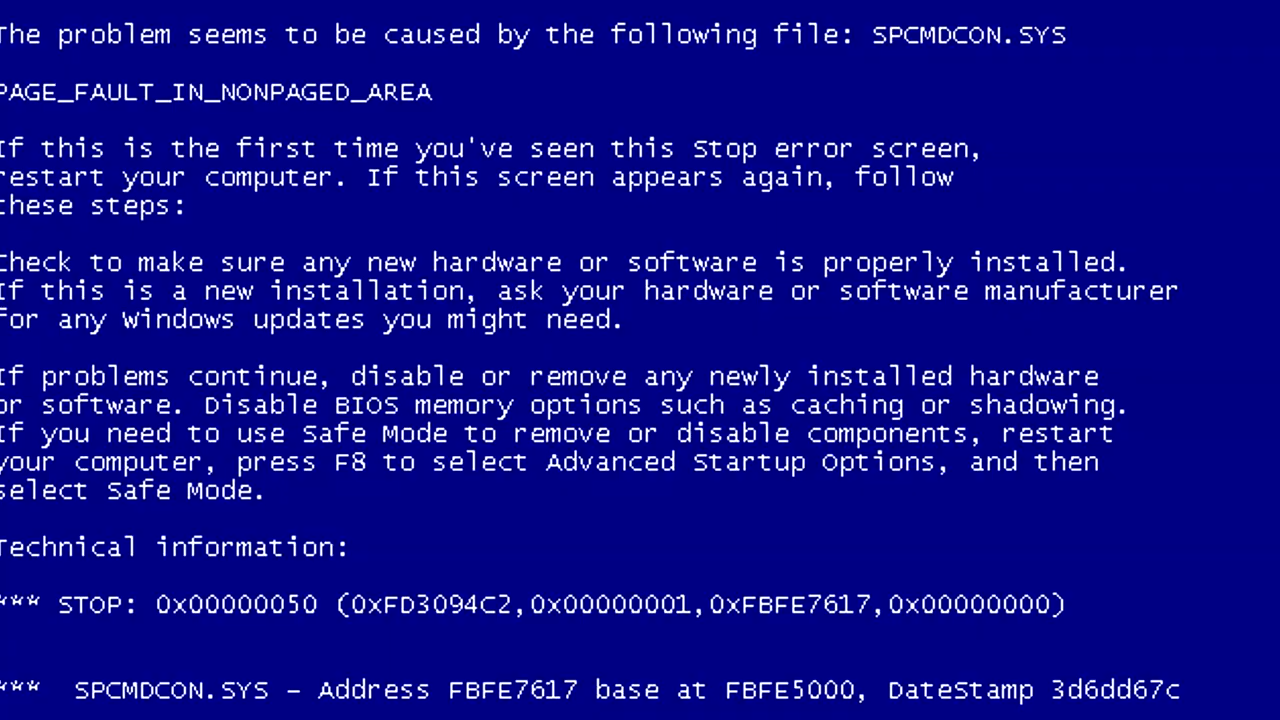 The problem seems to be caused by the following file: SPCMDCON.SYS
PAGE_FAULT_IN_NONPAGED_AREA
If this is the first time you've seen this Stop error screen,
restart your computer. If this screen appears again, follow
these steps:
Check to make sure any new hardware or software is properly installed.
If this is a new installation, ask your hardware or software manufacturer
for any Windows updates you might need.
If problems continue, disable or remove any newly installed hardware
or software. Disable BIOS memory options such as caching or shadowing.
If you need to use Safe Mode to remove or disable components, restart
your computer, press F8 to select Advanced Startup Options, and then
select Safe Mode.
Technical information:
*** STOP: 0x00000050 (0xFD3094C2,0x00000001,0xFBFE7617,0x00000000)
*** SPCMDCON.SYS – Address FBFE7617 base at FBFE5000, DateStamp 3d6dd67c